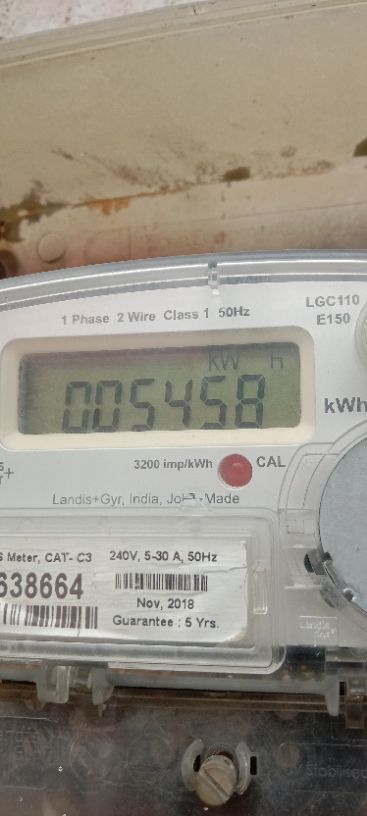 LGC110
E150
1 Phase 2 Wire Class 1 50Hz
kW h
005458
kWh
3200 imp/kWh CAL
Landis+Gyr, India, Made
S Meter, CAT- C3 240V, 5-30 A, 50Hz
638664
Nov, 2018
Guarantee : 5 Yrs.